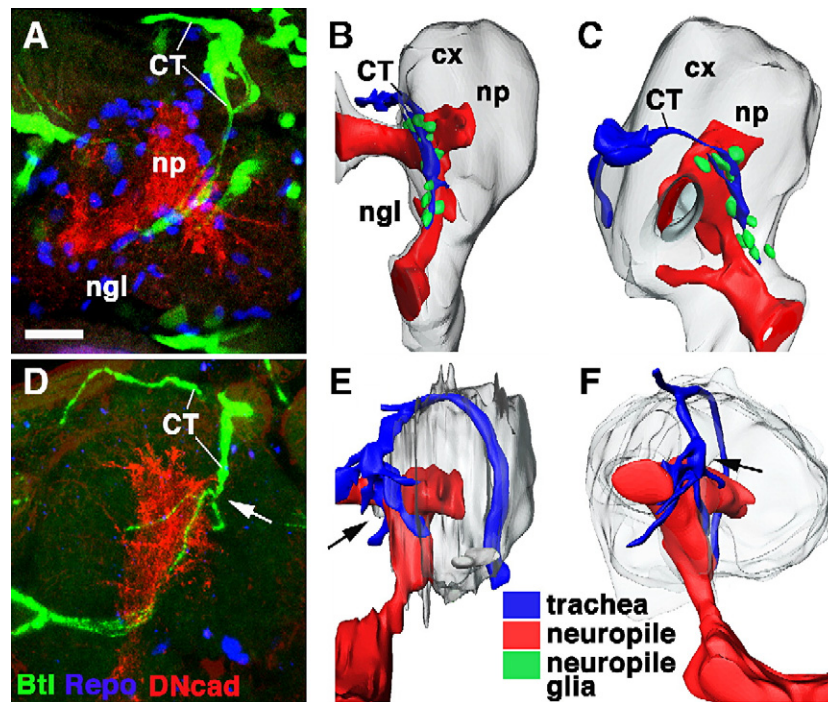 A
CT
np
ngl
B
cx
CT
np
ngl
C
cx
CT
np
D
CT
Btl Repo DNcad
E
F
trachea
neuropile
neuropile
glia